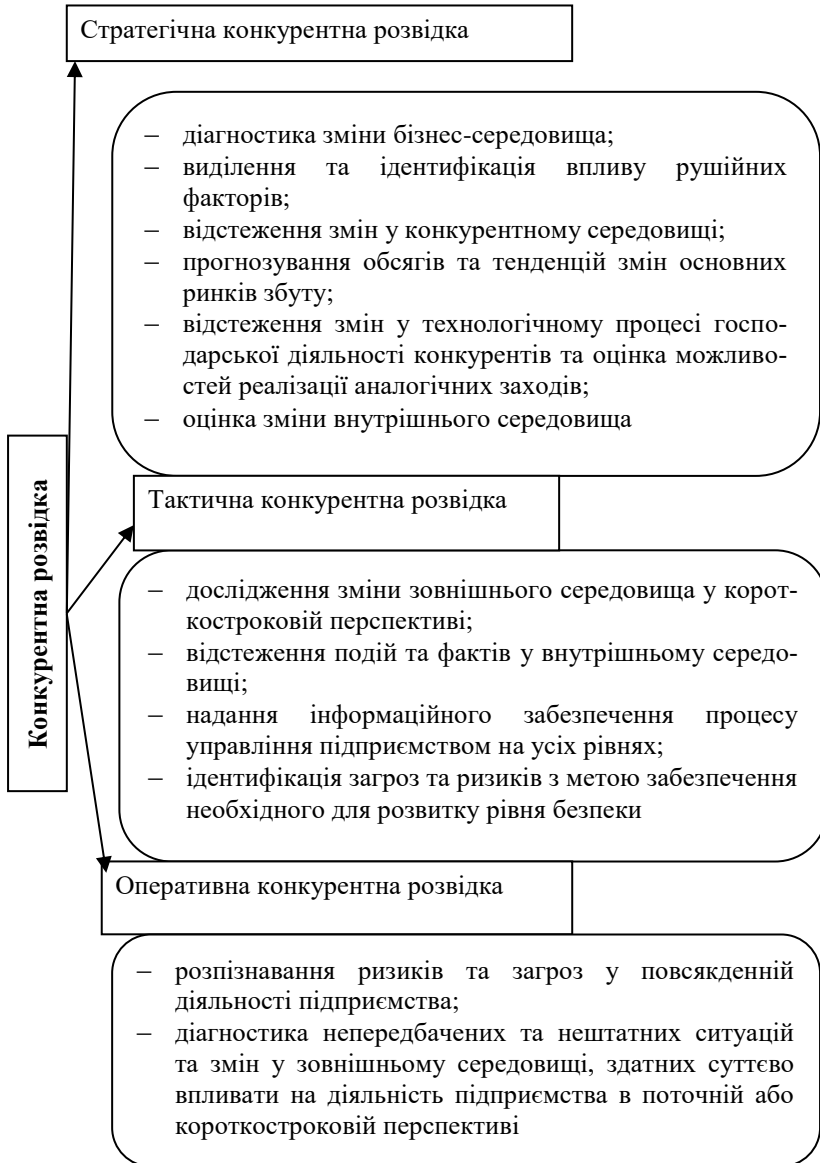 Стратегічна конкурентна розвідка
– діагностика зміни бізнес-середовища;
– виділення та ідентифікація впливу рушійних
факторів;
– відстеження змін у конкурентному середовищі;
– прогнозування обсягів та тенденцій змін основних
ринків збуту;
– відстеження змін у технологічному процесі госпо-
дарської діяльності конкурентів та оцінка можливо-
стей реалізації аналогічних заходів;
– оцінка зміни внутрішнього середовища
Конкурентна розвідка
Тактична конкурентна розвідка
– дослідження зміни зовнішнього середовища у корот-
костроковій перспективі;
– відстеження подій та фактів у внутрішньому середо-
вищі;
– надання інформаційного забезпечення процесу
управління підприємством на усіх рівнях;
– ідентифікація загроз та ризиків з метою забезпечення
необхідного для розвитку рівня безпеки
Оперативна конкурентна розвідка
– розпізнавання ризиків та загроз у повсякденній
діяльності підприємства;
– діагностика непередбачених та нештатних ситуацій
та змін у зовнішньому середовищі, здатних суттєво
впливати на діяльність підприємства в поточній або
короткостроковій перспективі